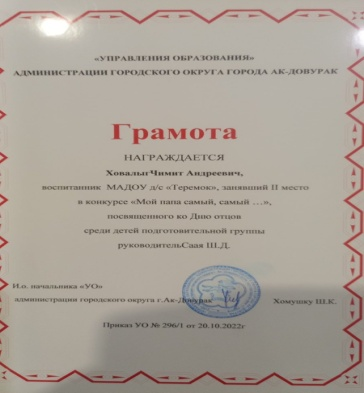 «УПРАВЛЕНИЯ ОБРАЗОВАНИЯ»
АДМИНИСТРАЦИИ ГОРОДСКОГО ОКРУГА ГОРОДА АК-ДОВУРАК
Грамота
НАГРАЖДАЕТСЯ
ХовалыгЧимит Андреевич,
воспитанник МАДОУ д/с «Теремок», занявший II место
в конкурсе «Мой папа самый, самый …»,
посвященного ко Дню отцов
среди детей подготовительной группы
руководительСаая Ш.Д.
И.о. начальника «УО»
администрации городского округа г.Ак-Довурак Хомушку Ш.К.
Приказ УО № 296/1 от 20.10.2022г